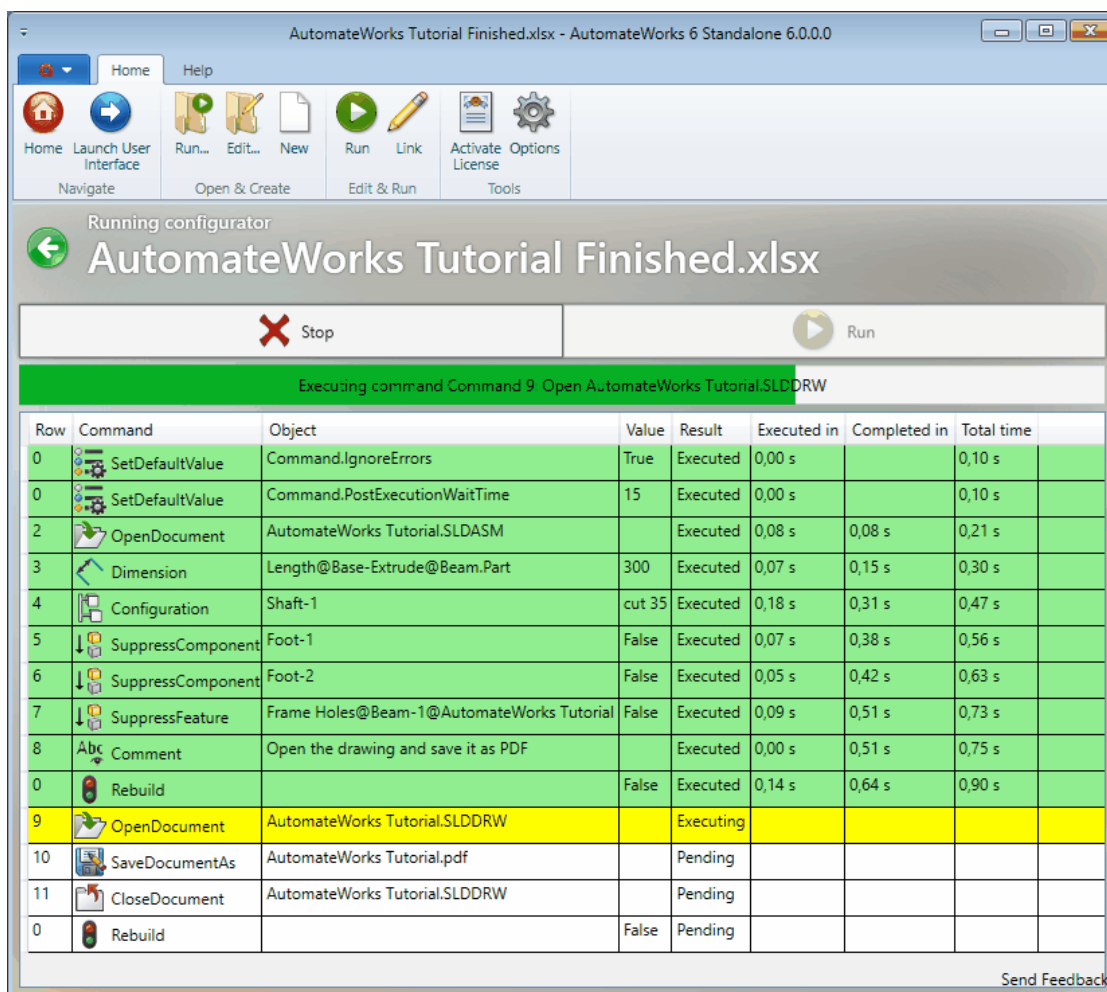 AutomateWorks Tutorial Finished.xlsx - AutomateWorks 6 Standalone 6.0.0.0
Home Help
Home Launch User Interface Run... Edit... New Run Link Activate License Options
Navigate Open & Create Edit & Run Tools
Running configurator
AutomateWorks Tutorial Finished.xlsx
Stop Run
Executing command Command 9: Open AutomateWorks Tutorial.SLDDRW
Row Command Object Value Result Executed in Completed in Total time
0 SetDefaultValue Command.IgnoreErrors True Executed 0,00 s 0,10 s
0 SetDefaultValue Command.PostExecutionWaitTime 15 Executed 0,00 s 0,10 s
2 OpenDocument AutomateWorks Tutorial.SLDASM Executed 0,08 s 0,08 s 0,21 s
3 Dimension Length@Base-Extrude@Beam.Part 300 Executed 0,07 s 0,15 s 0,30 s
4 Configuration Shaft-1 cut 35 Executed 0,18 s 0,31 s 0,47 s
5 SuppressComponent Foot-1 False Executed 0,07 s 0,38 s 0,56 s
6 SuppressComponent Foot-2 False Executed 0,05 s 0,42 s 0,63 s
7 SuppressFeature Frame Holes@Beam-1@AutomateWorks Tutorial False Executed 0,09 s 0,51 s 0,73 s
8 Abc Comment Open the drawing and save it as PDF Executed 0,00 s 0,51 s 0,75 s
0 Rebuild False Executed 0,14 s 0,64 s 0,90 s
9 OpenDocument AutomateWorks Tutorial.SLDDRW Executing
10 SaveDocumentAs AutomateWorks Tutorial.pdf Pending
11 CloseDocument AutomateWorks Tutorial.SLDDRW Pending
0 Rebuild False Pending
Send Feedback